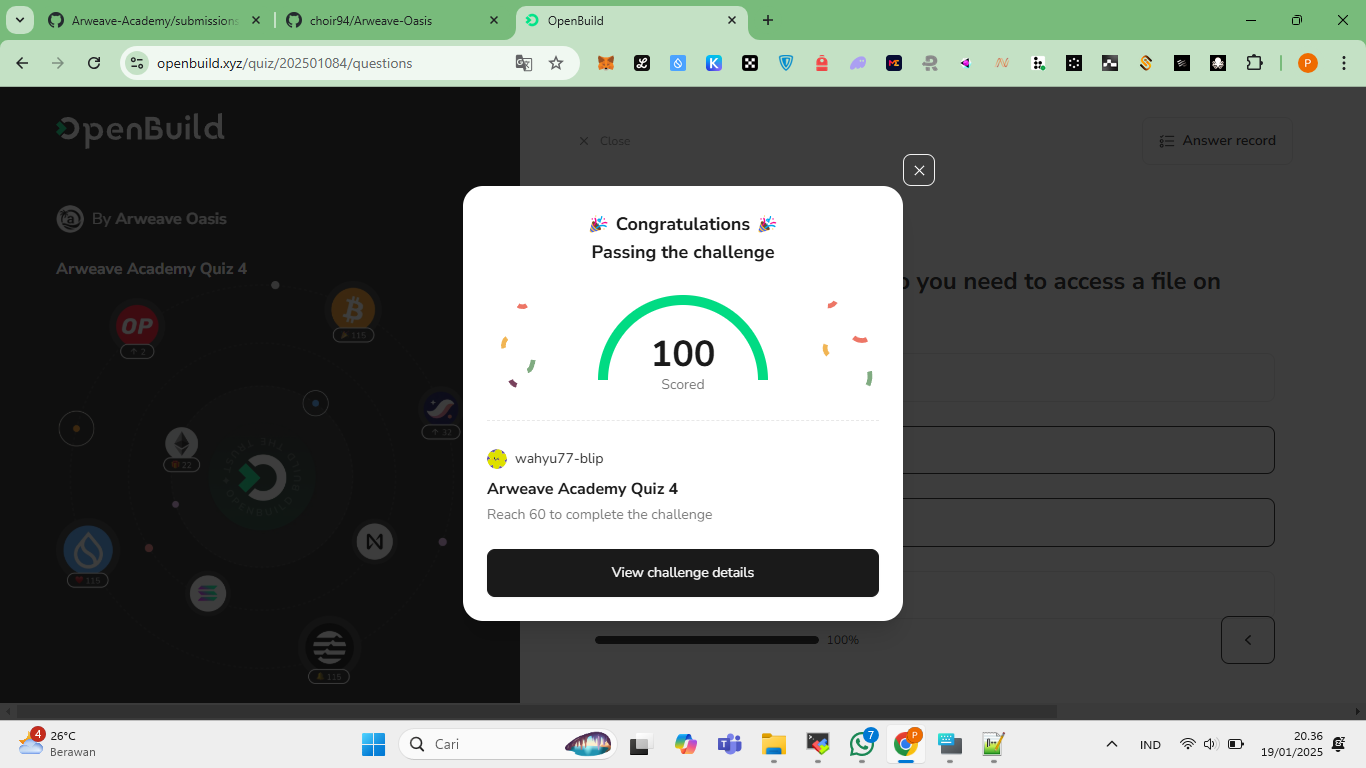 Arweave-Academy/submissions
choir94/Arweave-Oasis
OpenBuild
openbuild.xyz/quiz/202501084/questions
P
OpenBuild
Close
Answer record
By Arweave Oasis
Arweave Academy Quiz 4
you need to access a file on
OP
2
115
32
22
115
115
🎉 Congratulations 🎉
Passing the challenge
100
Scored
wahyu77-blip
Arweave Academy Quiz 4
Reach 60 to complete the challenge
View challenge details
100%
4
26°C
Berawan
Cari
7
P
IND
20.36
19/01/2025